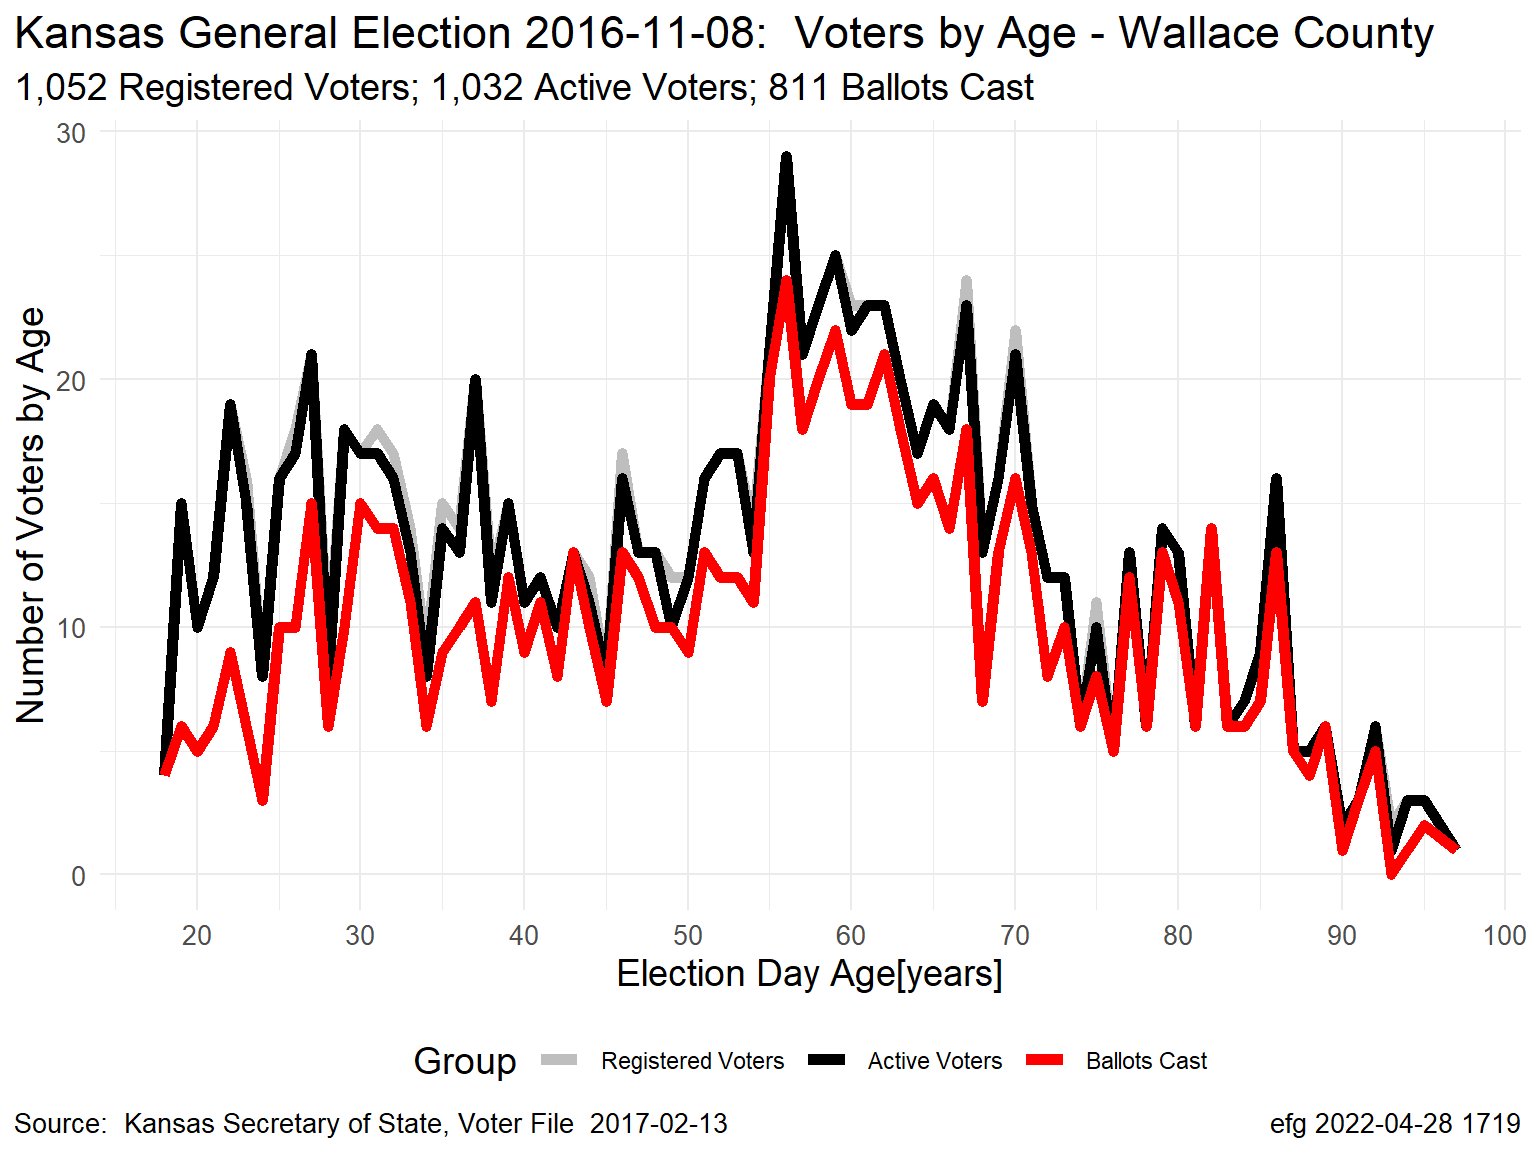 Kansas General Election 2016-11-08:  Voters by Age - Wallace County
1,052 Registered Voters; 1,032 Active Voters; 811 Ballots Cast
Number of Voters by Age
30
20
10
0
20 30 40 50 60 70 80 90 100
Election Day Age[years]
Group Registered Voters Active Voters Ballots Cast
Source:  Kansas Secretary of State, Voter File  2017-02-13
efg 2022-04-28 1719